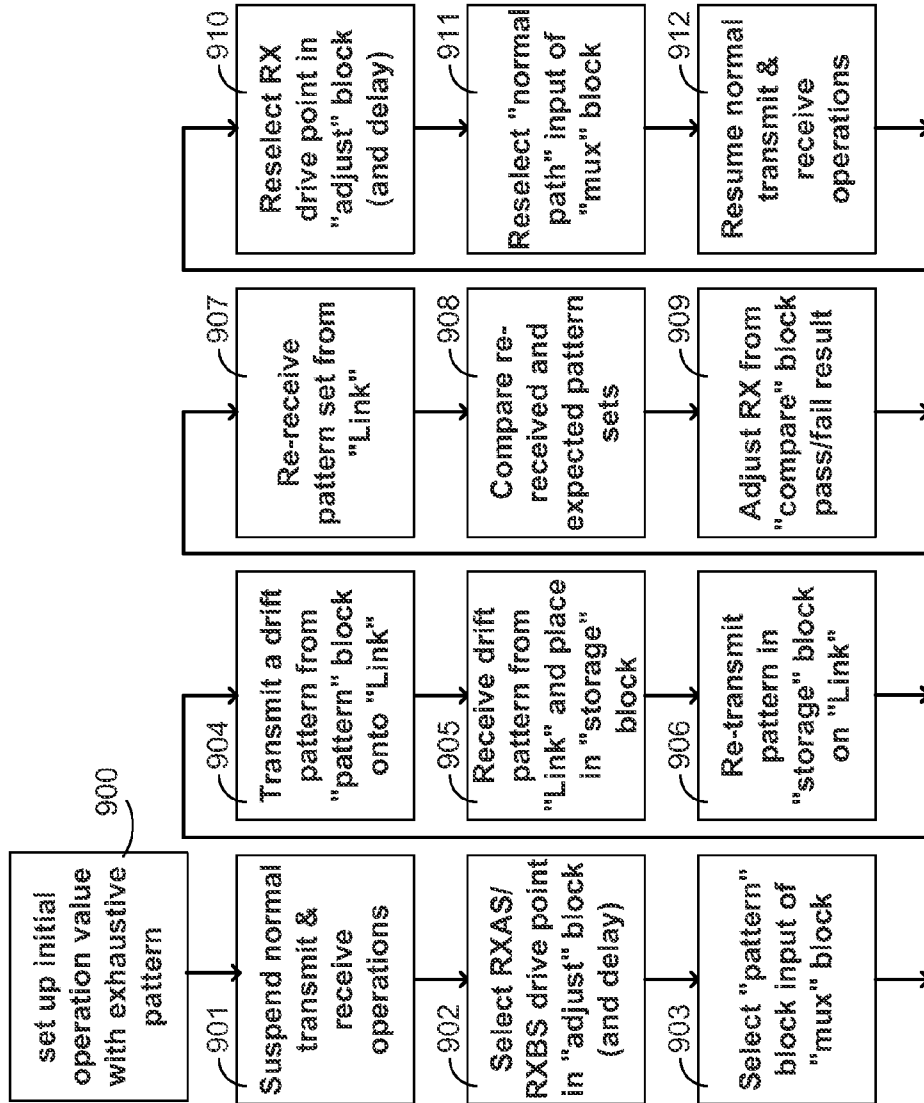 set up initial
operation value
with exhaustive
pattern
900
901
Suspend normal
transmit &
receive
operations
902
Select RXAS/
RXBS drive point
in "adjust" block
(and delay)
903
Select "pattern"
block input of
"mux" block
904
Transmit a drift
pattern from
"pattern" block
onto "Link"
905
Receive drift
pattern from
"Link" and place
in "storage"
block
906
Re-transmit
pattern in
"storage" block
on "Link"
907
Re-receive
pattern set from
"Link"
908
Compare re-
received and
expected pattern
sets
909
Adjust RX from
"compare" block
pass/fail result
910
Reselect RX
drive point in
"adjust" block
(and delay)
911
Reselect "normal
path" input of
"mux" block
912
Resume normal
transmit &
receive
operations